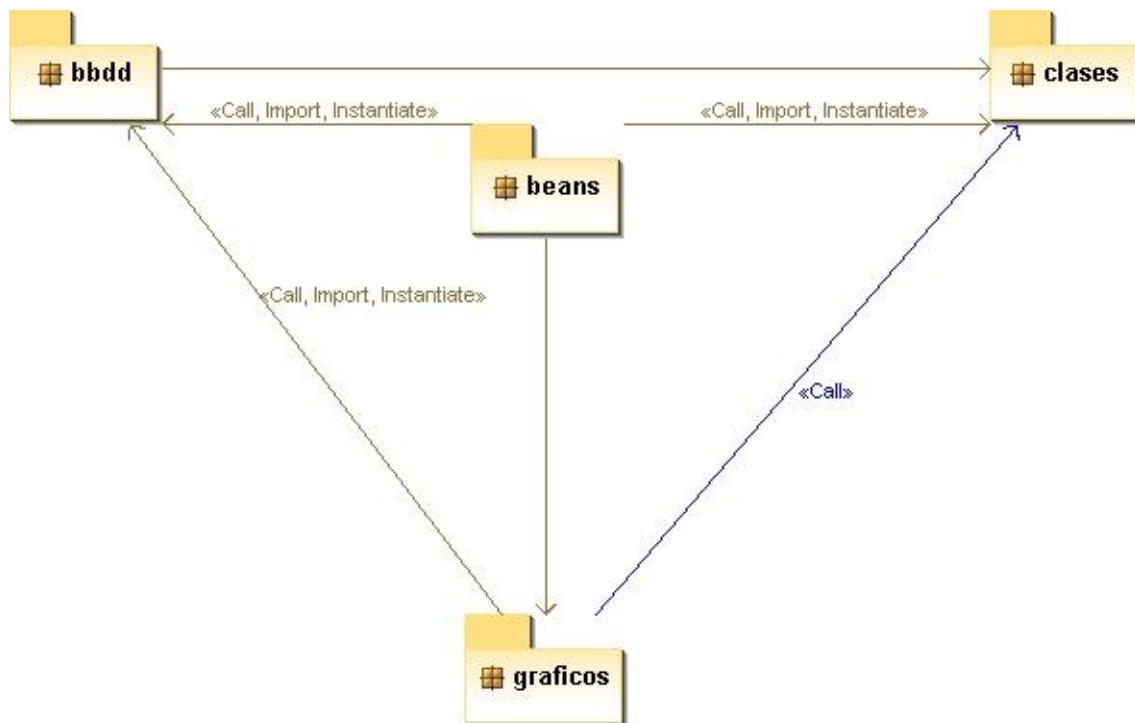 bbdd
clases
«Call, Import, Instantiate»
«Call, Import, Instantiate»
beans
«Call, Import, Instantiate»
«Call»
graficos